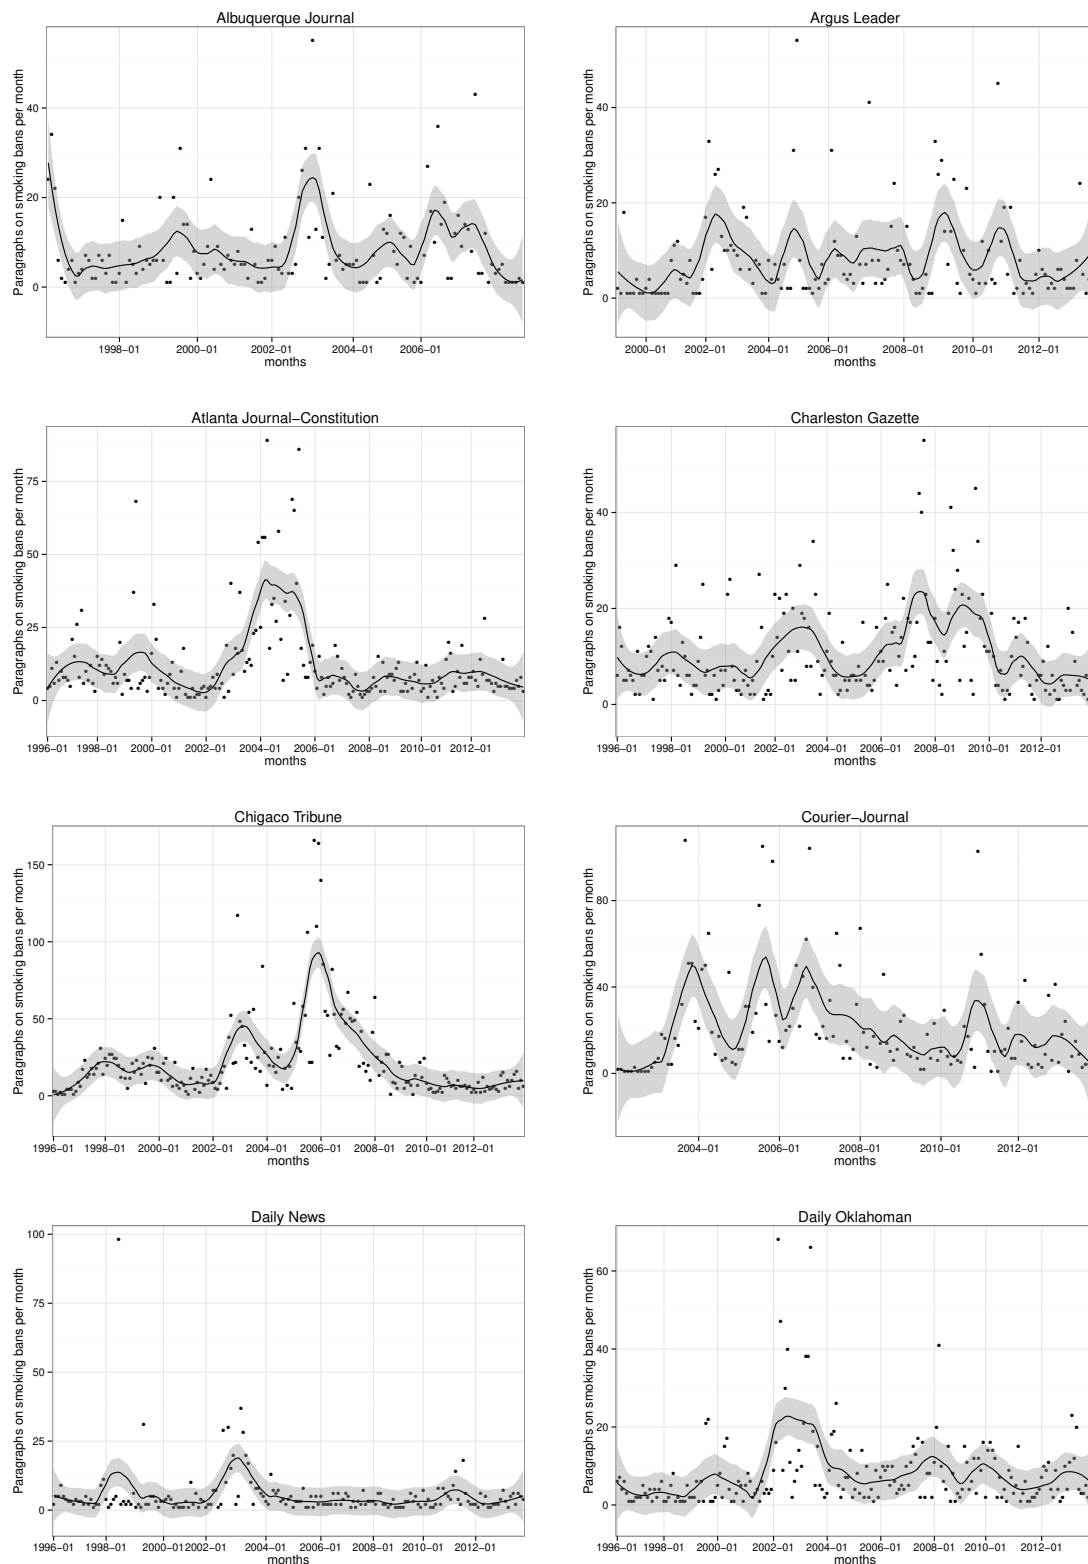 Albuquerque Journal
Paragraphs on smoking bans per month
40
20
0
1998–01 2000–01 2002–01 2004–01 2006–01
months
Argus Leader
Paragraphs on smoking bans per month
40
20
0
2000–01 2002–01 2004–01 2006–01 2008–01 2010–01 2012–01
months
Atlanta Journal–Constitution
Paragraphs on smoking bans per month
75
50
25
0
1996–01 1998–01 2000–01 2002–01 2004–01 2006–01 2008–01 2010–01 2012–01
months
Charleston Gazette
Paragraphs on smoking bans per month
40
20
0
1996–01 1998–01 2000–01 2002–01 2004–01 2006–01 2008–01 2010–01 2012–01
months
Chigaco Tribune
Paragraphs on smoking bans per month
150
100
50
0
1996–01 1998–01 2000–01 2002–01 2004–01 2006–01 2008–01 2010–01 2012–01
months
Courier–Journal
Paragraphs on smoking bans per month
80
40
0
2004–01 2006–01 2008–01 2010–01 2012–01
months
Daily News
Paragraphs on smoking bans per month
100
75
50
25
0
1996–01 1998–01 2000–012002–01 2004–01 2006–01 2008–01 2010–01 2012–01
months
Daily Oklahoman
Paragraphs on smoking bans per month
60
40
20
0
1996–01 1998–01 2000–01 2002–01 2004–01 2006–01 2008–01 2010–01 2012–01
months